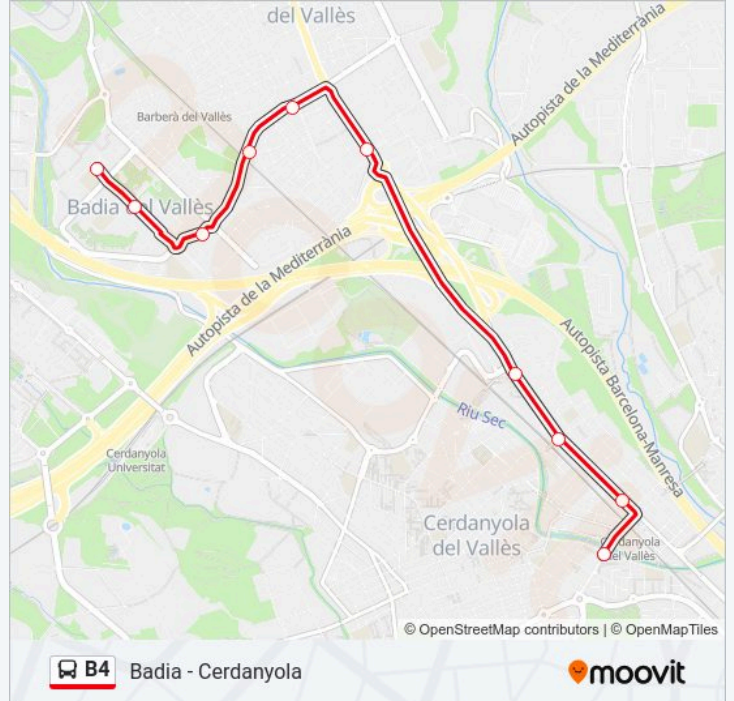 del Vallès
Autopista de la Mediterrània
Barberà del Vallès
Badia del Vallès
Autopista de la Mediterrània
Autopista Barcelona-Manresa
Riu Sec
Cerdanyola
Universitat
Cerdanyola
del Vallès
Cerdanyola
del Vallès
© OpenStreetMap contributors | © OpenMapTiles
B4 Badia - Cerdanyola
moovit